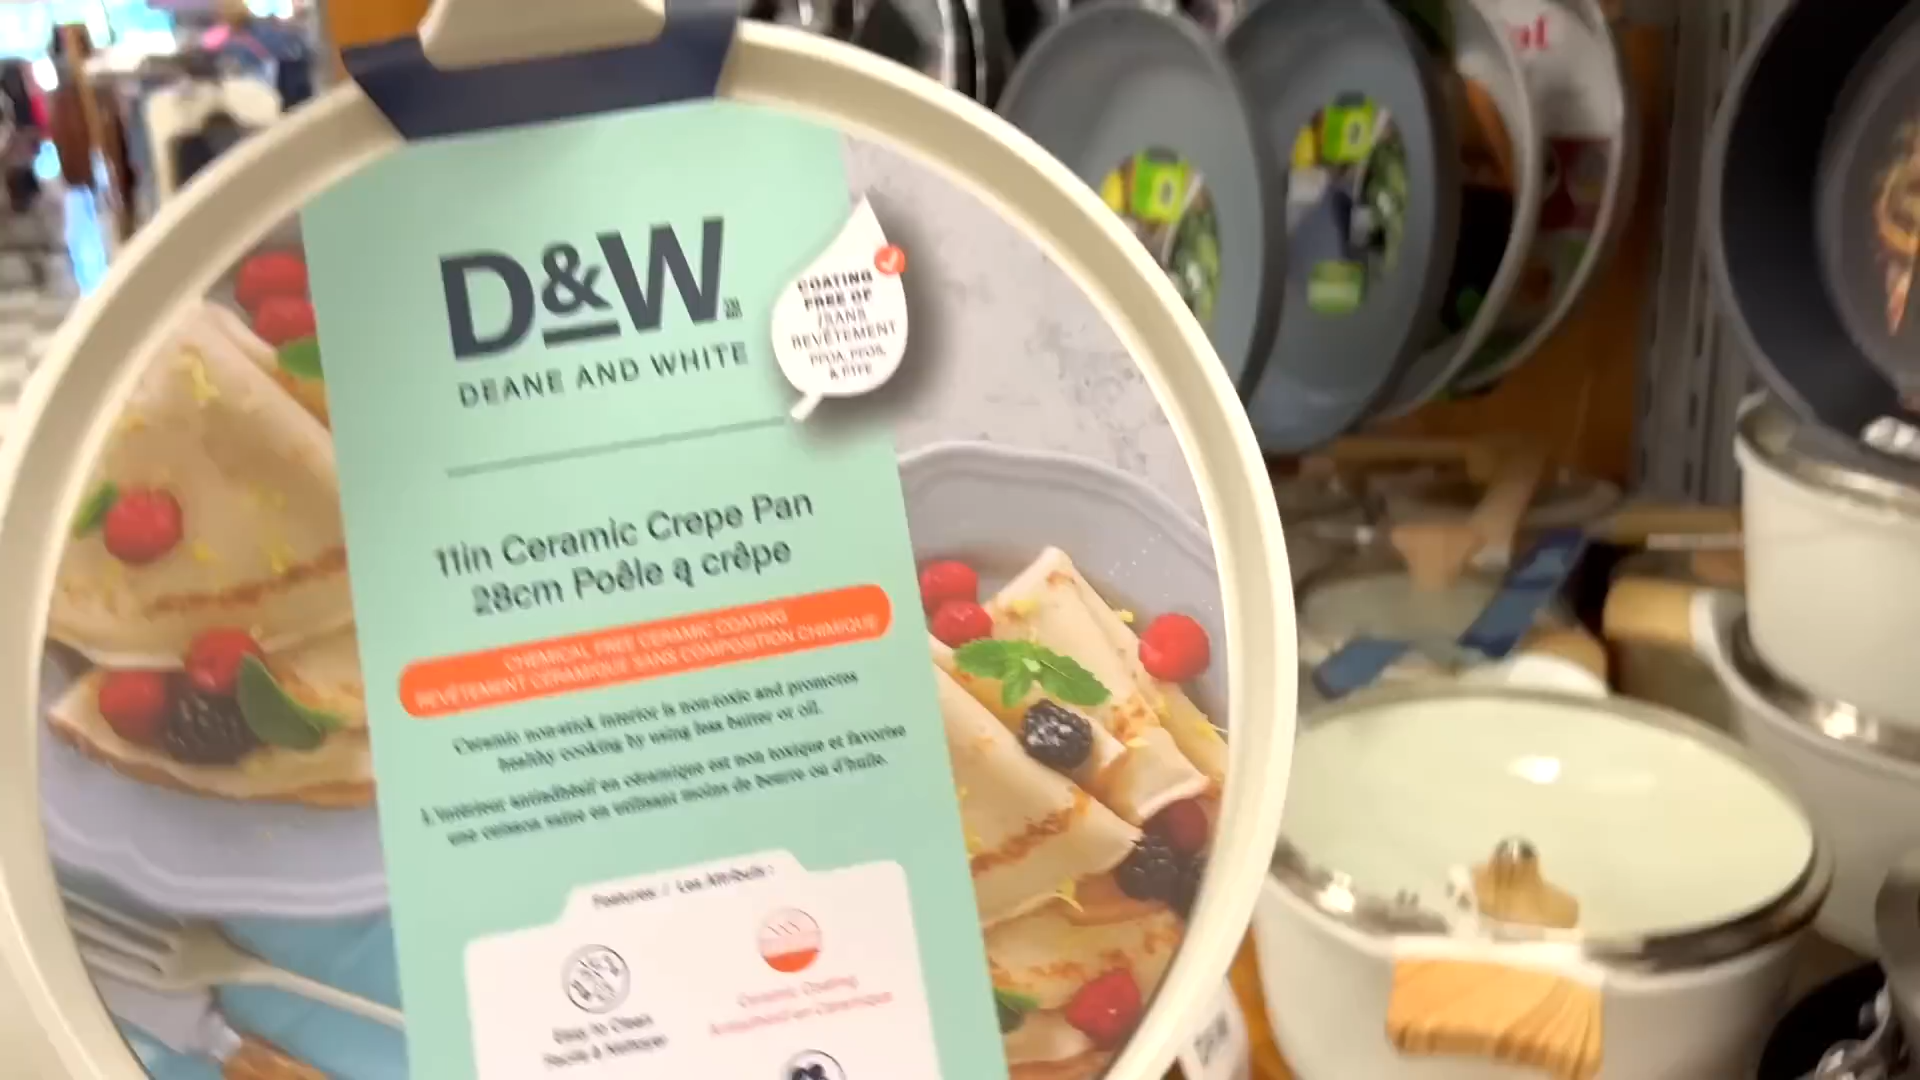 D&W
DEANE AND WHITE
COATING
FREE OF
/SANS
REVÊTEMENT
PFOA, PFOS,
& PTFE
11in Ceramic Crepe Pan
28cm Poêle à crêpe
CHEMICAL FREE CERAMIC COATING
REVÊTEMENT CÉRAMIQUE SANS COMPOSITION CHIMIQUE
Ceramic non-stick interior is non-toxic and promotes
healthy cooking by using less butter or oil.
L'intérieur antiadhésif en céramique est non toxique et favorise
une cuisson saine en utilisant moins de beurre ou d'huile.
Features / Les Attributs :
Easy to Clean
Facile à Nettoyer
Ceramic Coating
Antiadhésif en Céramique